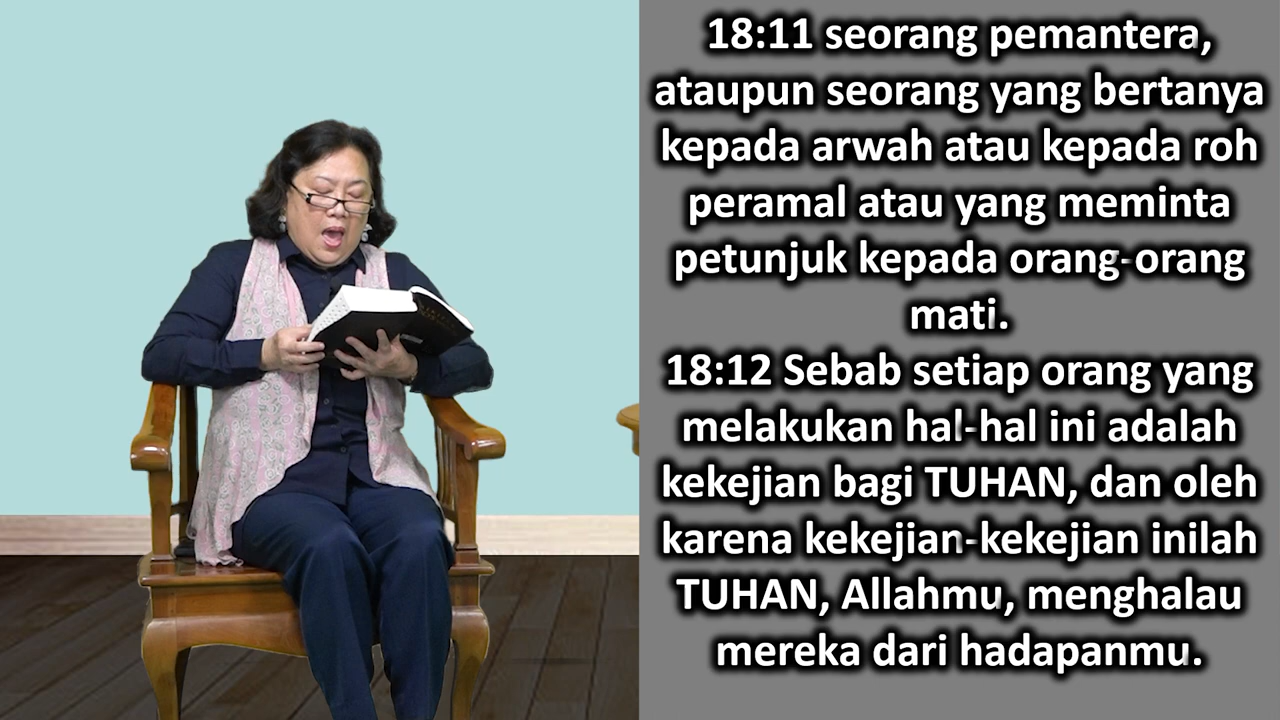 18:11 seorang pemantera,
ataupun seorang yang bertanya
kepada arwah atau kepada roh
peramal atau yang meminta
petunjuk kepada orang-orang
mati.
18:12 Sebab setiap orang yang
melakukan hal-hal ini adalah
kekejian bagi TUHAN, dan oleh
karena kekejian-kekejian inilah
TUHAN, Allahmu, menghalau
mereka dari hadapanmu.